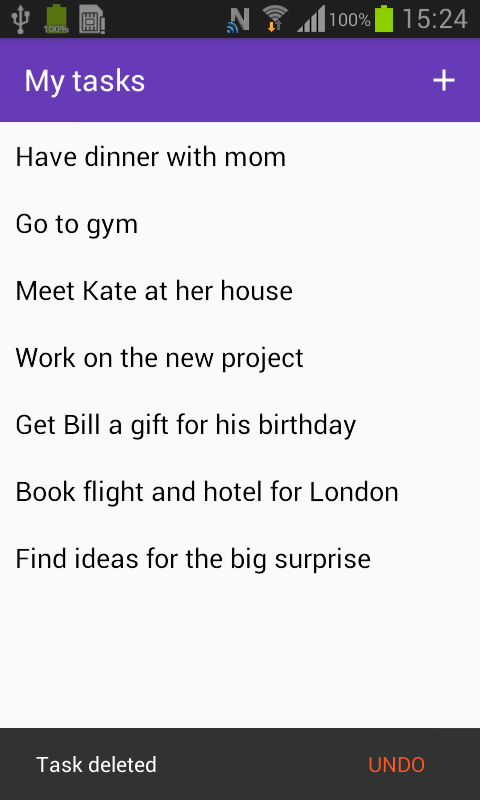 100% N 100% 15:24
My tasks +
Have dinner with mom
Go to gym
Meet Kate at her house
Work on the new project
Get Bill a gift for his birthday
Book flight and hotel for London
Find ideas for the big surprise
Task deleted UNDO